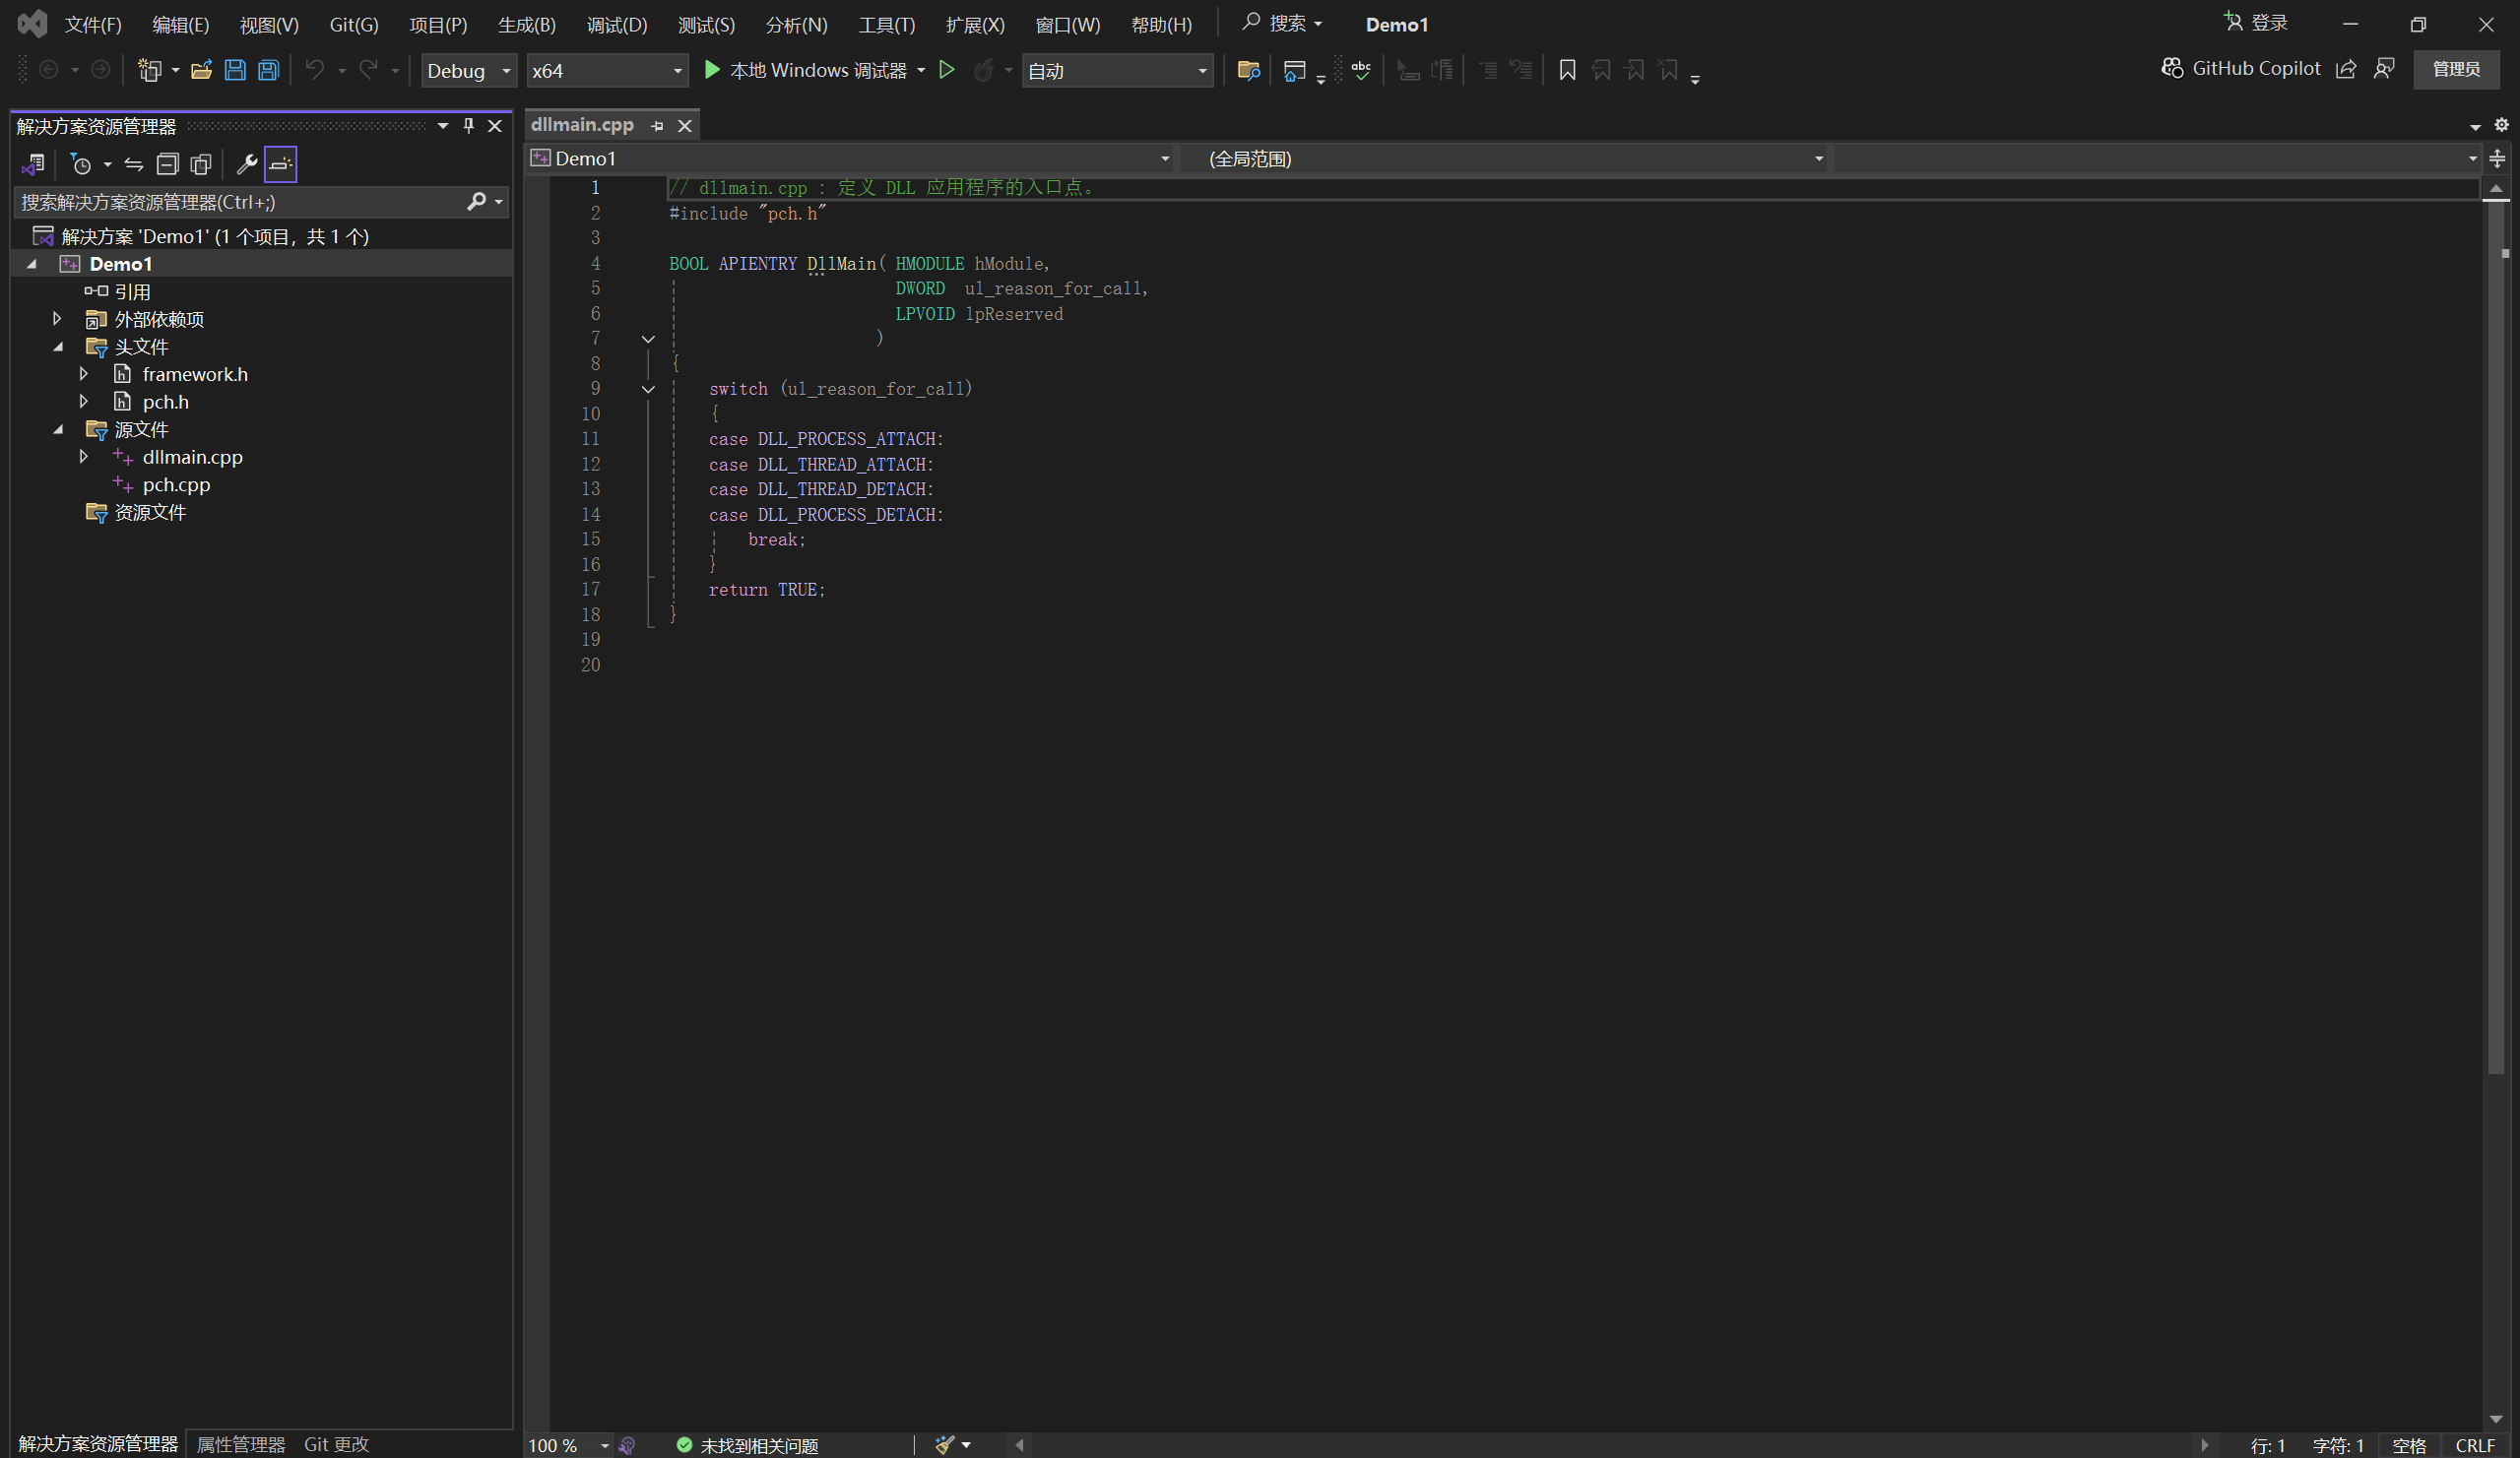 文件(F) 编辑(E) 视图(V) Git(G) 项目(P) 生成(B) 调试(D) 测试(S) 分析(N) 工具(T) 扩展(X) 窗口(W) 帮助(H) 搜索 Demo1 登录
Debug x64 本地 Windows 调试器 自动 abc GitHub Copilot 管理员
解决方案资源管理器
搜索解决方案资源管理器(Ctrl+;)
解决方案 'Demo1' (1 个项目，共 1 个)
Demo1
引用
外部依赖项
头文件
framework.h
pch.h
源文件
dllmain.cpp
pch.cpp
资源文件
解决方案资源管理器 属性管理器 Git 更改
dllmain.cpp
Demo1 (全局范围)
1 // dllmain.cpp : 定义 DLL 应用程序的入口点。
2 #include "pch.h"
3
4 BOOL APIENTRY DllMain( HMODULE hModule,
5 DWORD  ul_reason_for_call,
6 LPVOID lpReserved
7 )
8 {
9 switch (ul_reason_for_call)
10 {
11 case DLL_PROCESS_ATTACH:
12 case DLL_THREAD_ATTACH:
13 case DLL_THREAD_DETACH:
14 case DLL_PROCESS_DETACH:
15 break;
16 }
17 return TRUE;
18 }
19
20
100 % 未找到相关问题 行: 1 字符: 1 空格 CRLF